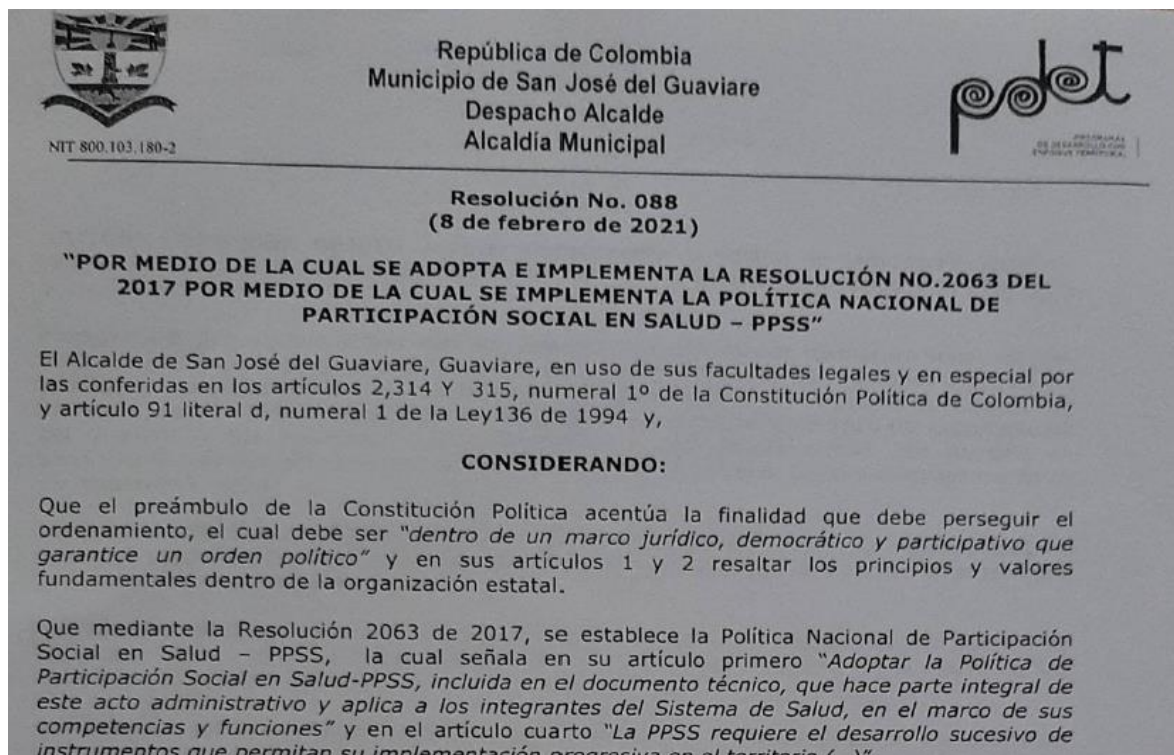 República de Colombia
Municipio de San José del Guaviare
Despacho Alcalde
Alcaldía Municipal
NIT 800.103.180-2
pdet
PROGRAMAS
DE DESARROLLO CON
ENFOQUE TERRITORIAL
Resolución No. 088
(8 de febrero de 2021)
"POR MEDIO DE LA CUAL SE ADOPTA E IMPLEMENTA LA RESOLUCIÓN NO.2063 DEL
2017 POR MEDIO DE LA CUAL SE IMPLEMENTA LA POLÍTICA NACIONAL DE
PARTICIPACIÓN SOCIAL EN SALUD – PPSS"
El Alcalde de San José del Guaviare, Guaviare, en uso de sus facultades legales y en especial por
las conferidas en los artículos 2,314 Y 315, numeral 1º de la Constitución Política de Colombia,
y artículo 91 literal d, numeral 1 de la Ley136 de 1994 y,
CONSIDERANDO:
Que el preámbulo de la Constitución Política acentúa la finalidad que debe perseguir el
ordenamiento, el cual debe ser "dentro de un marco jurídico, democrático y participativo que
garantice un orden político" y en sus artículos 1 y 2 resaltar los principios y valores
fundamentales dentro de la organización estatal.
Que mediante la Resolución 2063 de 2017, se establece la Política Nacional de Participación
Social en Salud – PPSS, la cual señala en su artículo primero "Adoptar la Política de
Participación Social en Salud-PPSS, incluida en el documento técnico, que hace parte integral de
este acto administrativo y aplica a los integrantes del Sistema de Salud, en el marco de sus
competencias y funciones" y en el artículo cuarto "La PPSS requiere el desarrollo sucesivo de
instrumentos que permitan su implementación progresiva en el territorio (…)"